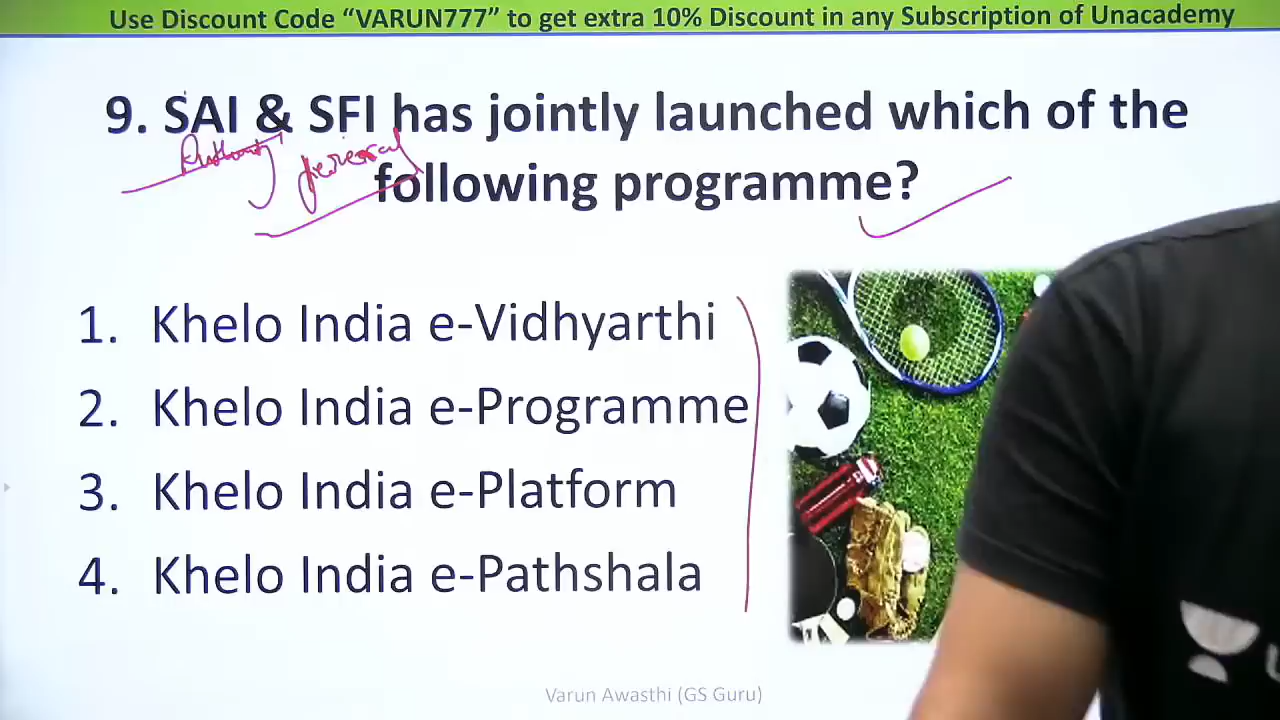 Use Discount Code “VARUN777” to get extra 10% Discount in any Subscription of Unacademy
9. SAI & SFI has jointly launched which of the
Authority
following programme?
1. Khelo India e-Vidhyarthi
2. Khelo India e-Programme
3. Khelo India e-Platform
4. Khelo India e-Pathshala
Varun Awasthi (GS Guru)